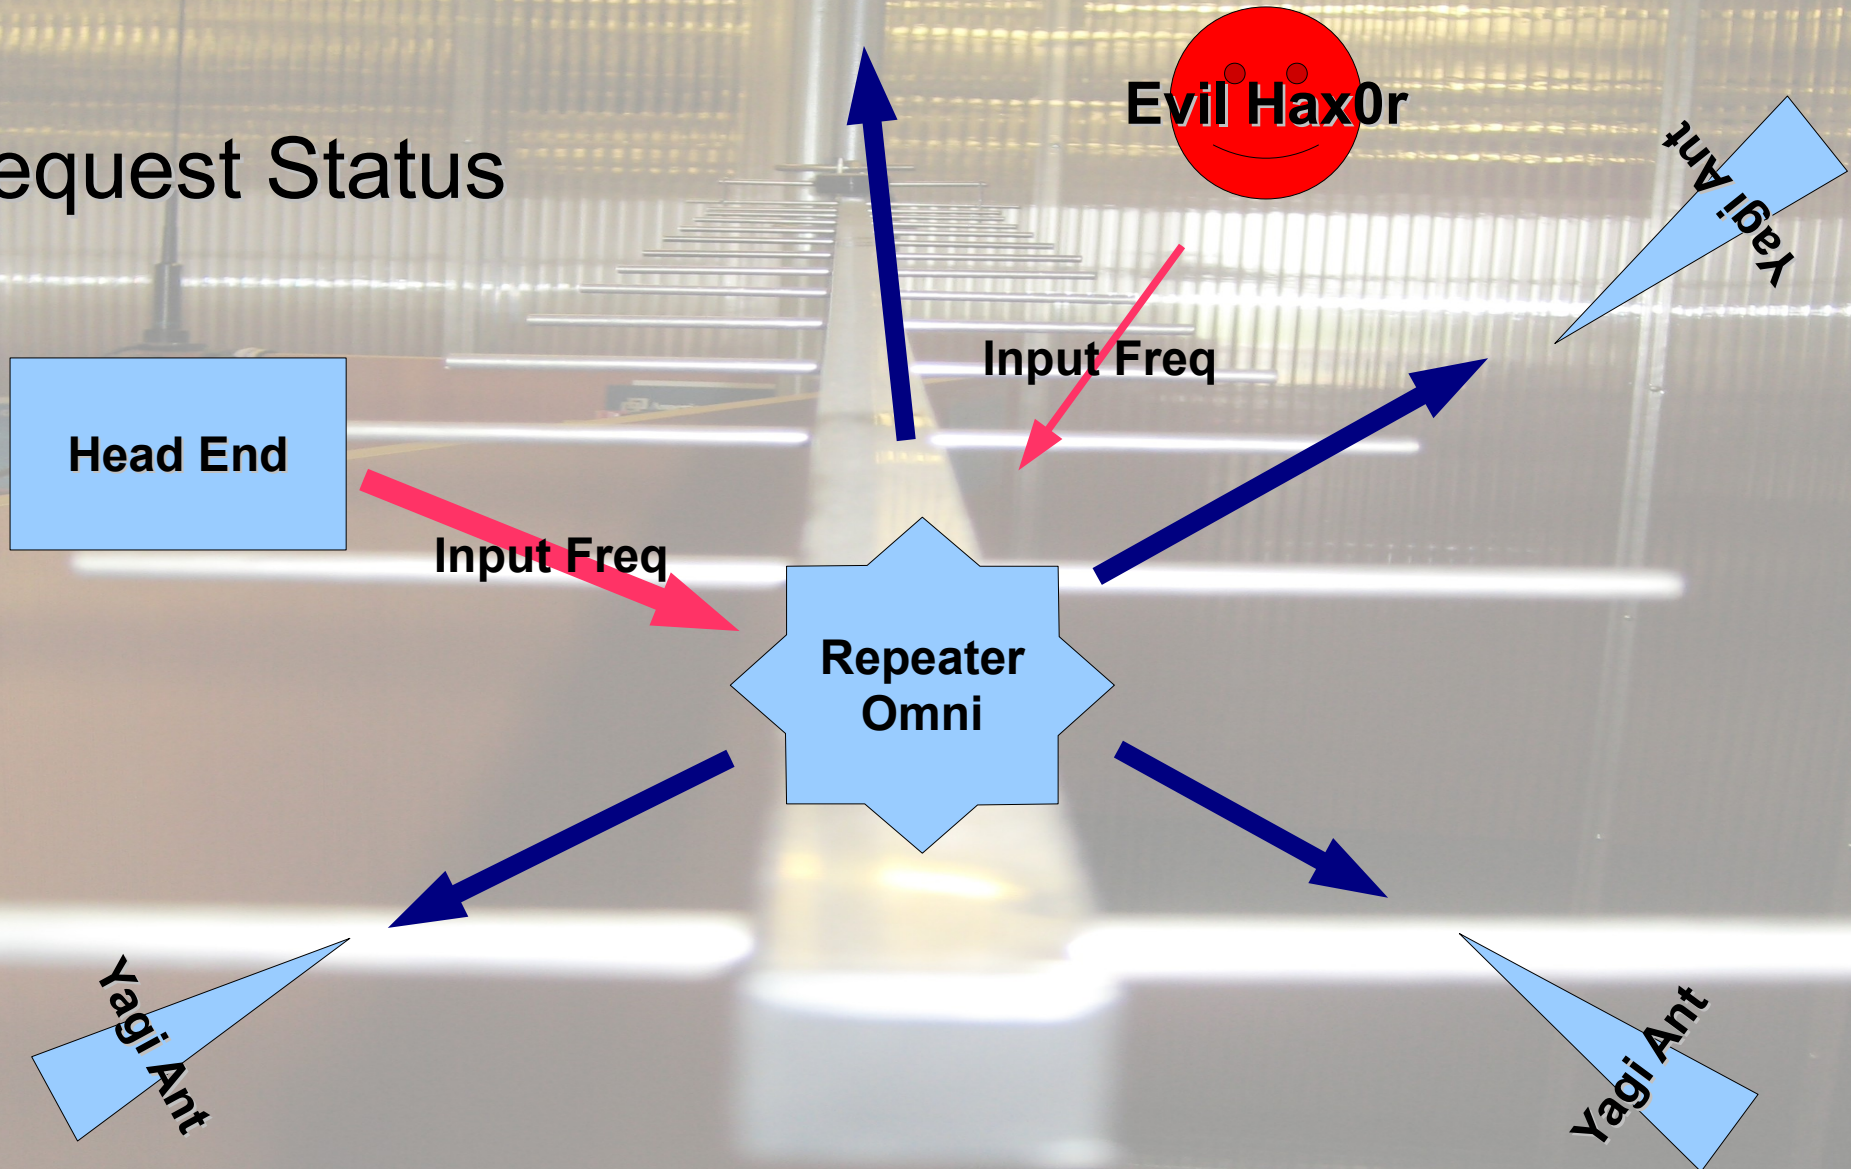 Evil Hax0r
equest Status
Yagi Ant
Input Freq
Head End
Input Freq
Repeater
Omni
Yagi Ant
Yagi Ant